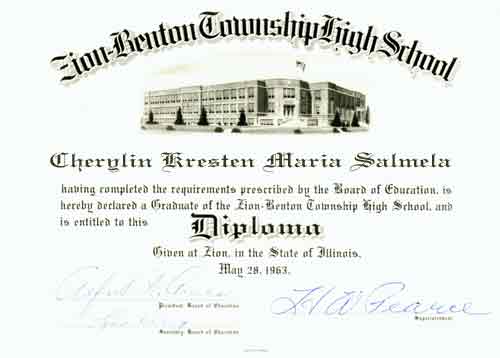 Zion-Benton Township High School
Cherylin Kresten Maria Salmela
having completed the requirements prescribed by the Board of Education, is
hereby declared a Graduate of the Zion-Benton Township High School, and
is entitled to this Diploma
Given at Zion, in the State of Illinois,
May 28, 1963.
President Board of Education
H W Pearce
Superintendent
Secretary Board of Education